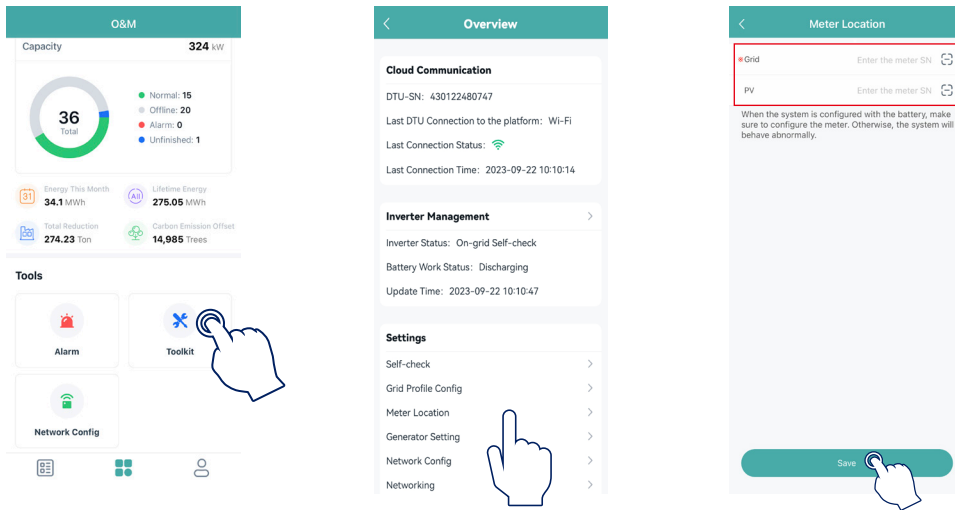 O&M
Capacity 324 kW
36
Total
Normal: 15
Offline: 20
Alarm: 0
Unfinished: 1
31
Energy This Month
34.1 MWh
All
Lifetime Energy
275.05 MWh
Total Reduction
274.23 Ton
Carbon Emission Offset
14,985 Trees
Tools
Alarm
Toolkit
Network Config
Overview
Cloud Communication
DTU-SN: 430122480747
Last DTU Connection to the platform: Wi-Fi
Last Connection Status:
Last Connection Time: 2023-09-22 10:10:14
Inverter Management
Inverter Status: On-grid Self-check
Battery Work Status: Discharging
Update Time: 2023-09-22 10:10:47
Settings
Self-check
Grid Profile Config
Meter Location
Generator Setting
Network Config
Networking
Meter Location
※Grid Enter the meter SN
PV Enter the meter SN
When the system is configured with the battery, make
sure to configure the meter. Otherwise, the system will
behave abnormally.
Save